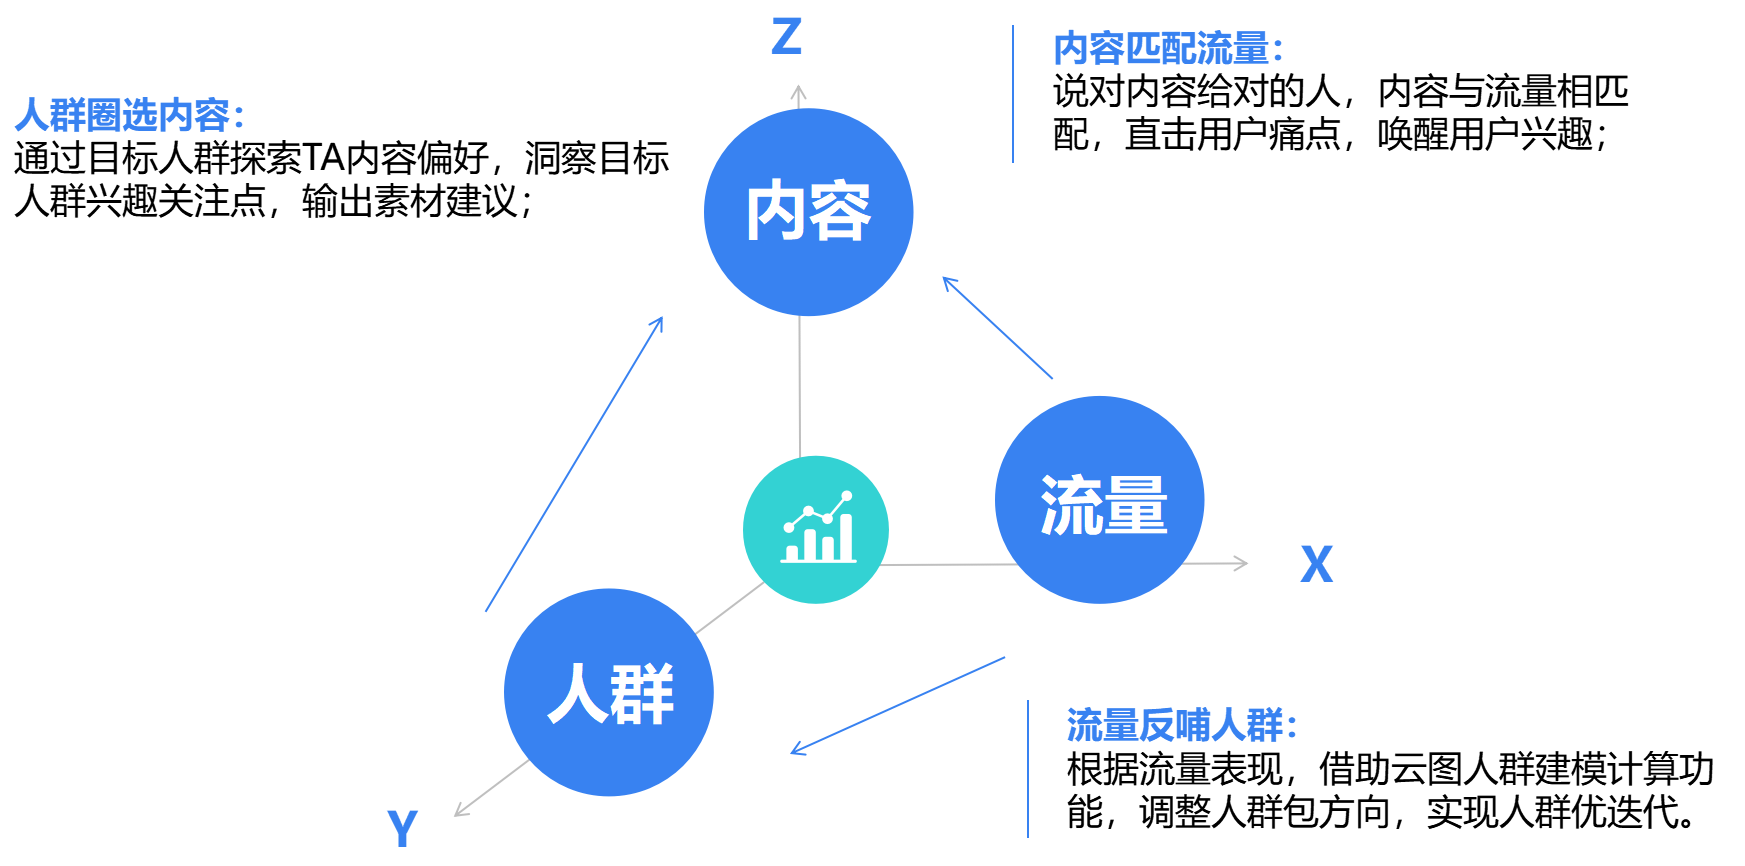 Z
人群圈选内容：
通过目标人群探索TA内容偏好，洞察目标
人群兴趣关注点，输出素材建议；
内容匹配流量：
说对内容给对的人，内容与流量相匹
配，直击用户痛点，唤醒用户兴趣；
内容
流量
X
人群
Y
流量反哺人群：
根据流量表现，借助云图人群建模计算功
能，调整人群包方向，实现人群优迭代。